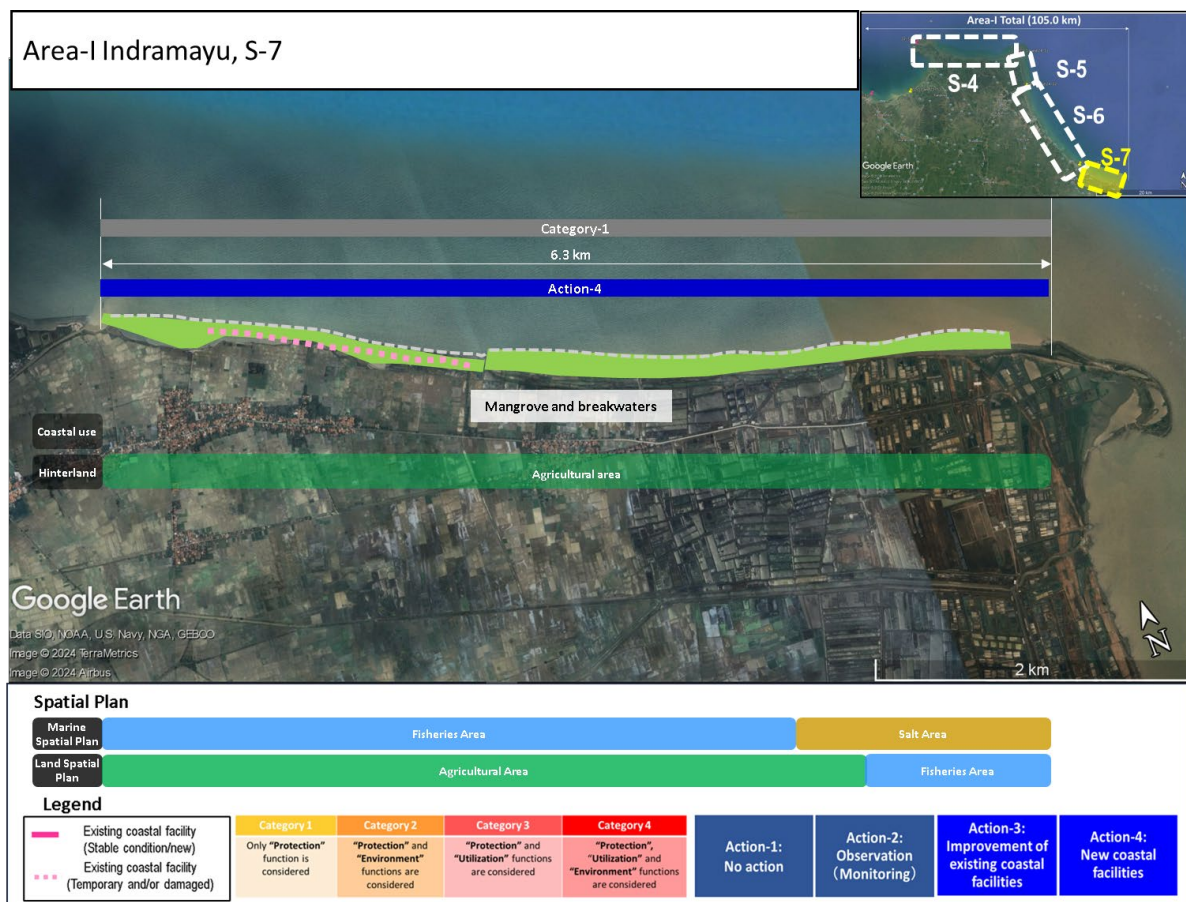 Area-I Indramayu, S-7
Area-I Total (105.0 km)
S-4
S-5
S-6
S-7
Google Earth
20 km
N
Category-1
6.3 km
Action-4
Mangrove and breakwaters
Coastal use
Hinterland
Agricultural area
Google Earth
Data SIO, NOAA, U.S. Navy, NGA, GEBCO
Image © 2024 TerraMetrics
Image © 2024 Airbus
N
2 km
Spatial Plan
Marine
Spatial Plan
Fisheries Area
Salt Area
Land Spatial
Plan
Agricultural Area
Fisheries Area
Legend
Existing coastal facility
(Stable condition/new)
Existing coastal facility
(Temporary and/or damaged)
Category 1
Only “Protection”
function is
considered
Category 2
“Protection” and
“Environment”
functions are
considered
Category 3
“Protection” and
“Utilization” functions
are considered
Category 4
“Protection”,
“Utilization” and
“Environment” functions
are considered
Action-1:
No action
Action-2:
Observation
(Monitoring)
Action-3:
Improvement of
existing coastal
facilities
Action-4:
New coastal
facilities